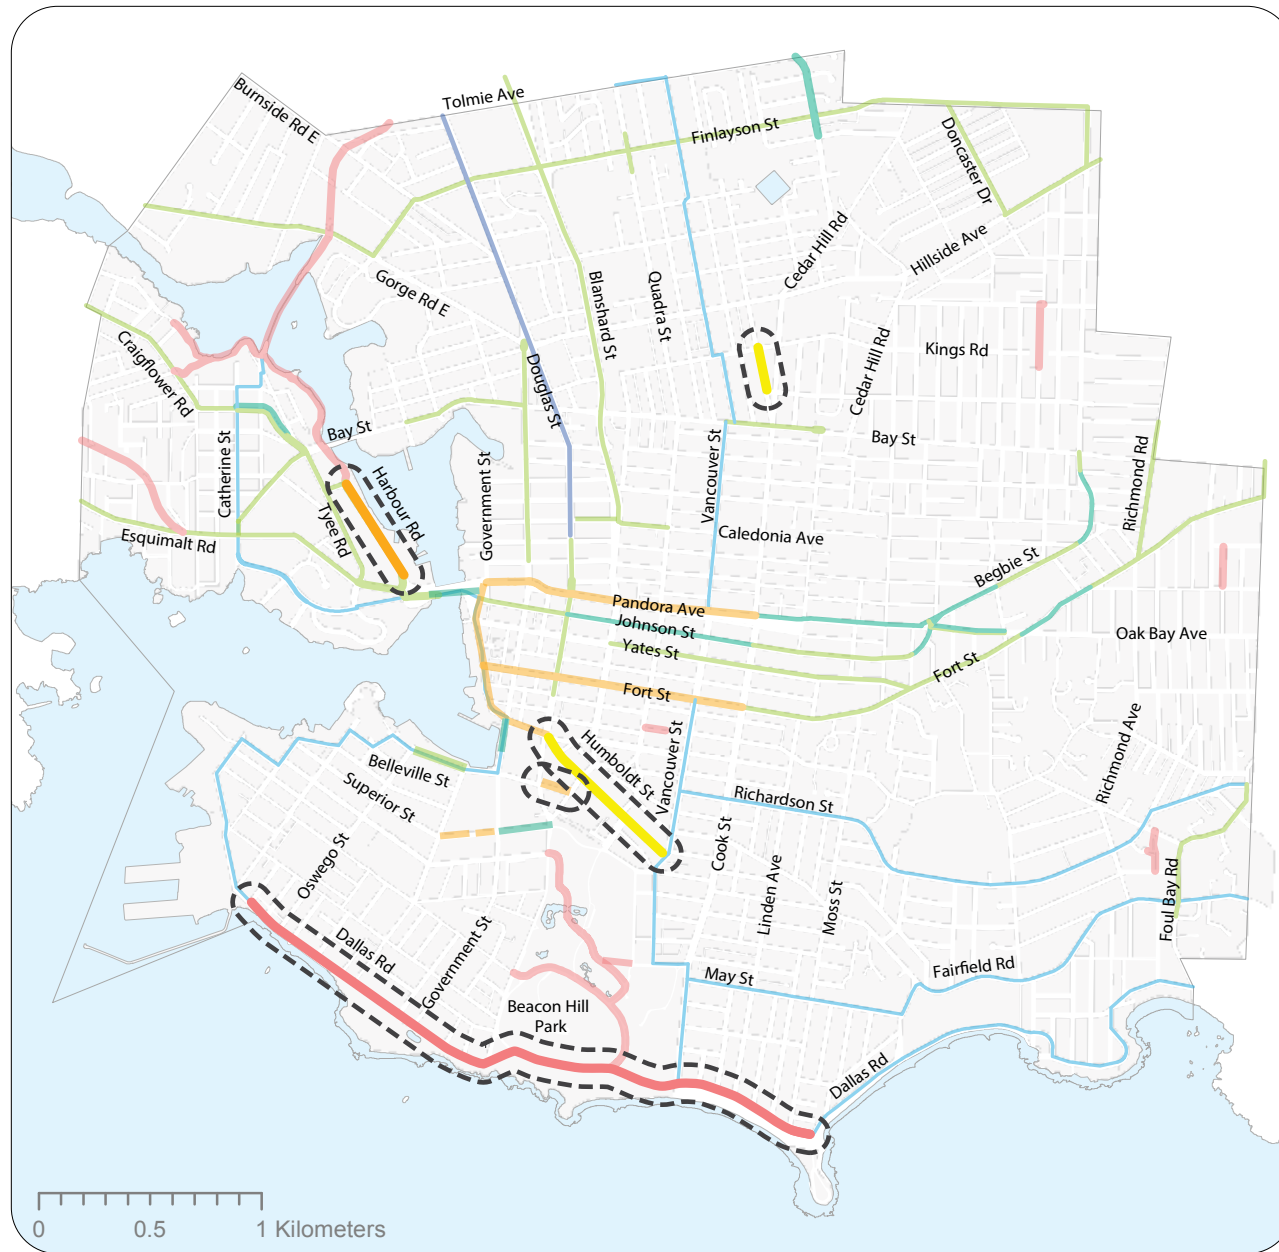 Burnside Rd E
Tolmie Ave
Finlayson St
Doncaster Dr
Cedar Hill Rd
Hillside Ave
Gorge Rd E
Blanshard St
Quadra St
Craigflower Rd
Douglas St
Kings Rd
Cedar Hill Rd
Bay St
Bay St
Catherine St
Harbour Rd
Government St
Vancouver St
Richmond Rd
Tyee Rd
Esquimalt Rd
Caledonia Ave
Begbie St
Pandora Ave
Johnson St
Yates St
Oak Bay Ave
Fort St
Fort St
Humboldt St
Vancouver St
Richmond Ave
Belleville St
Superior St
Richardson St
Oswego St
Cook St
Linden Ave
Moss St
Foul Bay Rd
Dallas Rd
Government St
May St
Fairfield Rd
Beacon Hill
Park
Dallas Rd
0 0.5 1 Kilometers